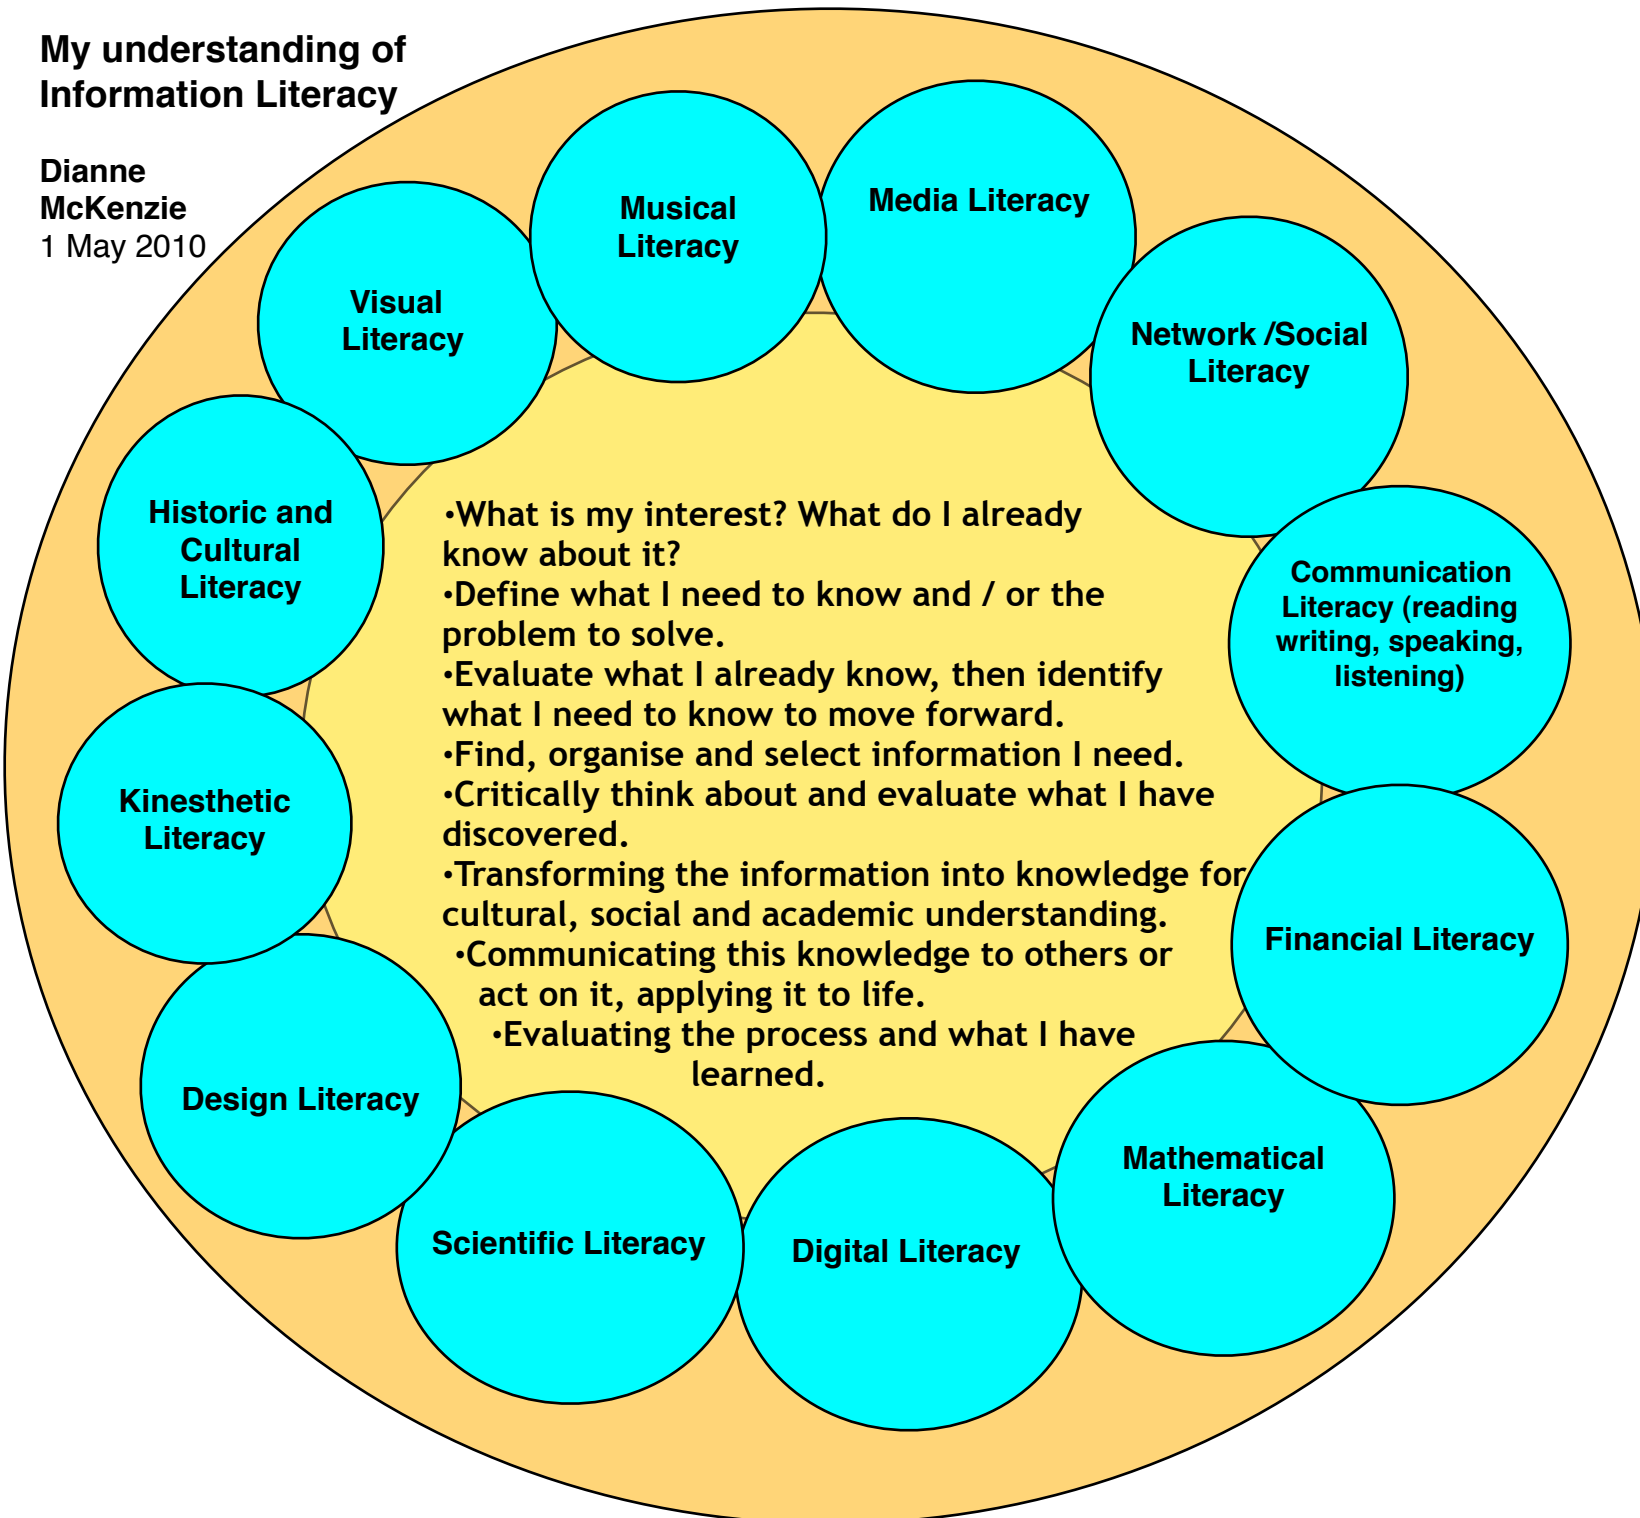 My understanding of
Information Literacy
Dianne
McKenzie
1 May 2010
Musical
Literacy
Media Literacy
Visual
Literacy
Network /Social
Literacy
Historic and
Cultural
Literacy
Communication
Literacy (reading
writing, speaking,
listening)
•What is my interest? What do I already
know about it?
•Define what I need to know and / or the
problem to solve.
•Evaluate what I already know, then identify
what I need to know to move forward.
•Find, organise and select information I need.
•Critically think about and evaluate what I have
discovered.
•Transforming the information into knowledge for
cultural, social and academic understanding.
•Communicating this knowledge to others or
act on it, applying it to life.
•Evaluating the process and what I have
learned.
Kinesthetic
Literacy
Financial Literacy
Design Literacy
Mathematical
Literacy
Scientific Literacy
Digital Literacy